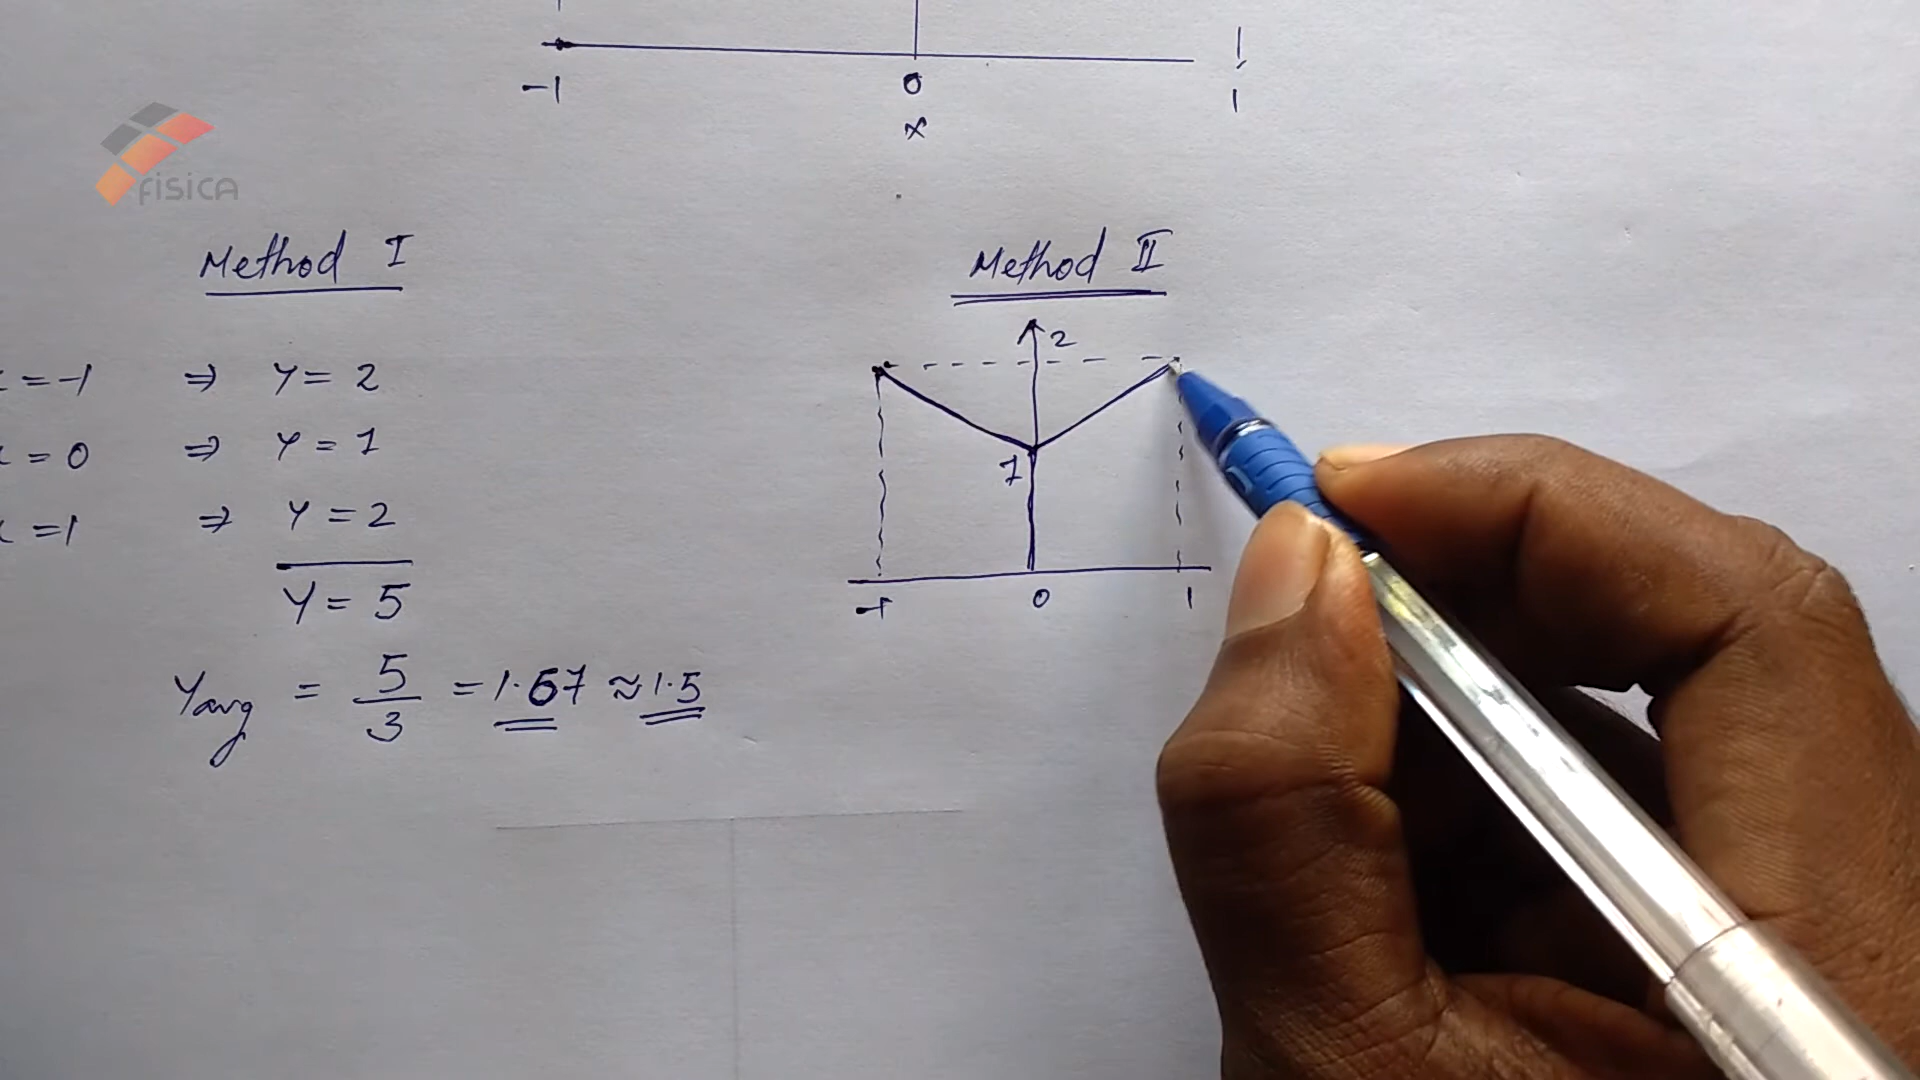 -1 0 1
x
FISICA
Method I
x = -1 ⇒ Y = 2
x = 0 ⇒ Y = 1
x = 1 ⇒ Y = 2
Y = 5
Yavg = 5/3 = 1.67 ≈ 1.5
Method II
2
1
-1 0 1